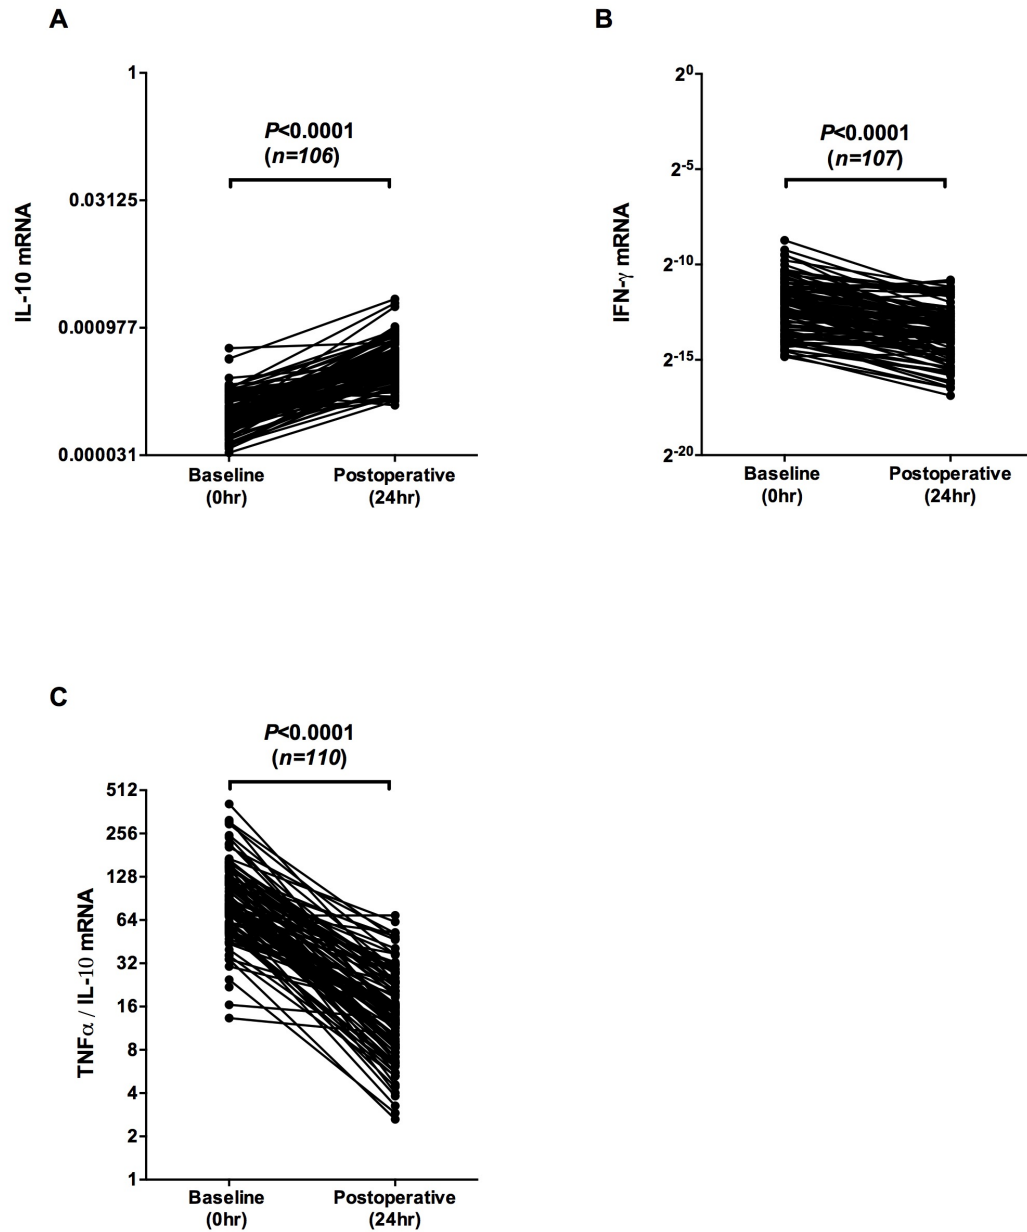 A
P<0.0001
(n=106)
IL-10 mRNA
1
0.03125
0.000977
0.000031
Baseline
(0hr)
Postoperative
(24hr)
B
P<0.0001
(n=107)
IFN-γ mRNA
2⁰
2⁻⁵
2⁻¹⁰
2⁻¹⁵
2⁻²⁰
Baseline
(0hr)
Postoperative
(24hr)
C
P<0.0001
(n=110)
TNFα / IL-10 mRNA
512
256
128
64
32
16
8
4
2
1
Baseline
(0hr)
Postoperative
(24hr)